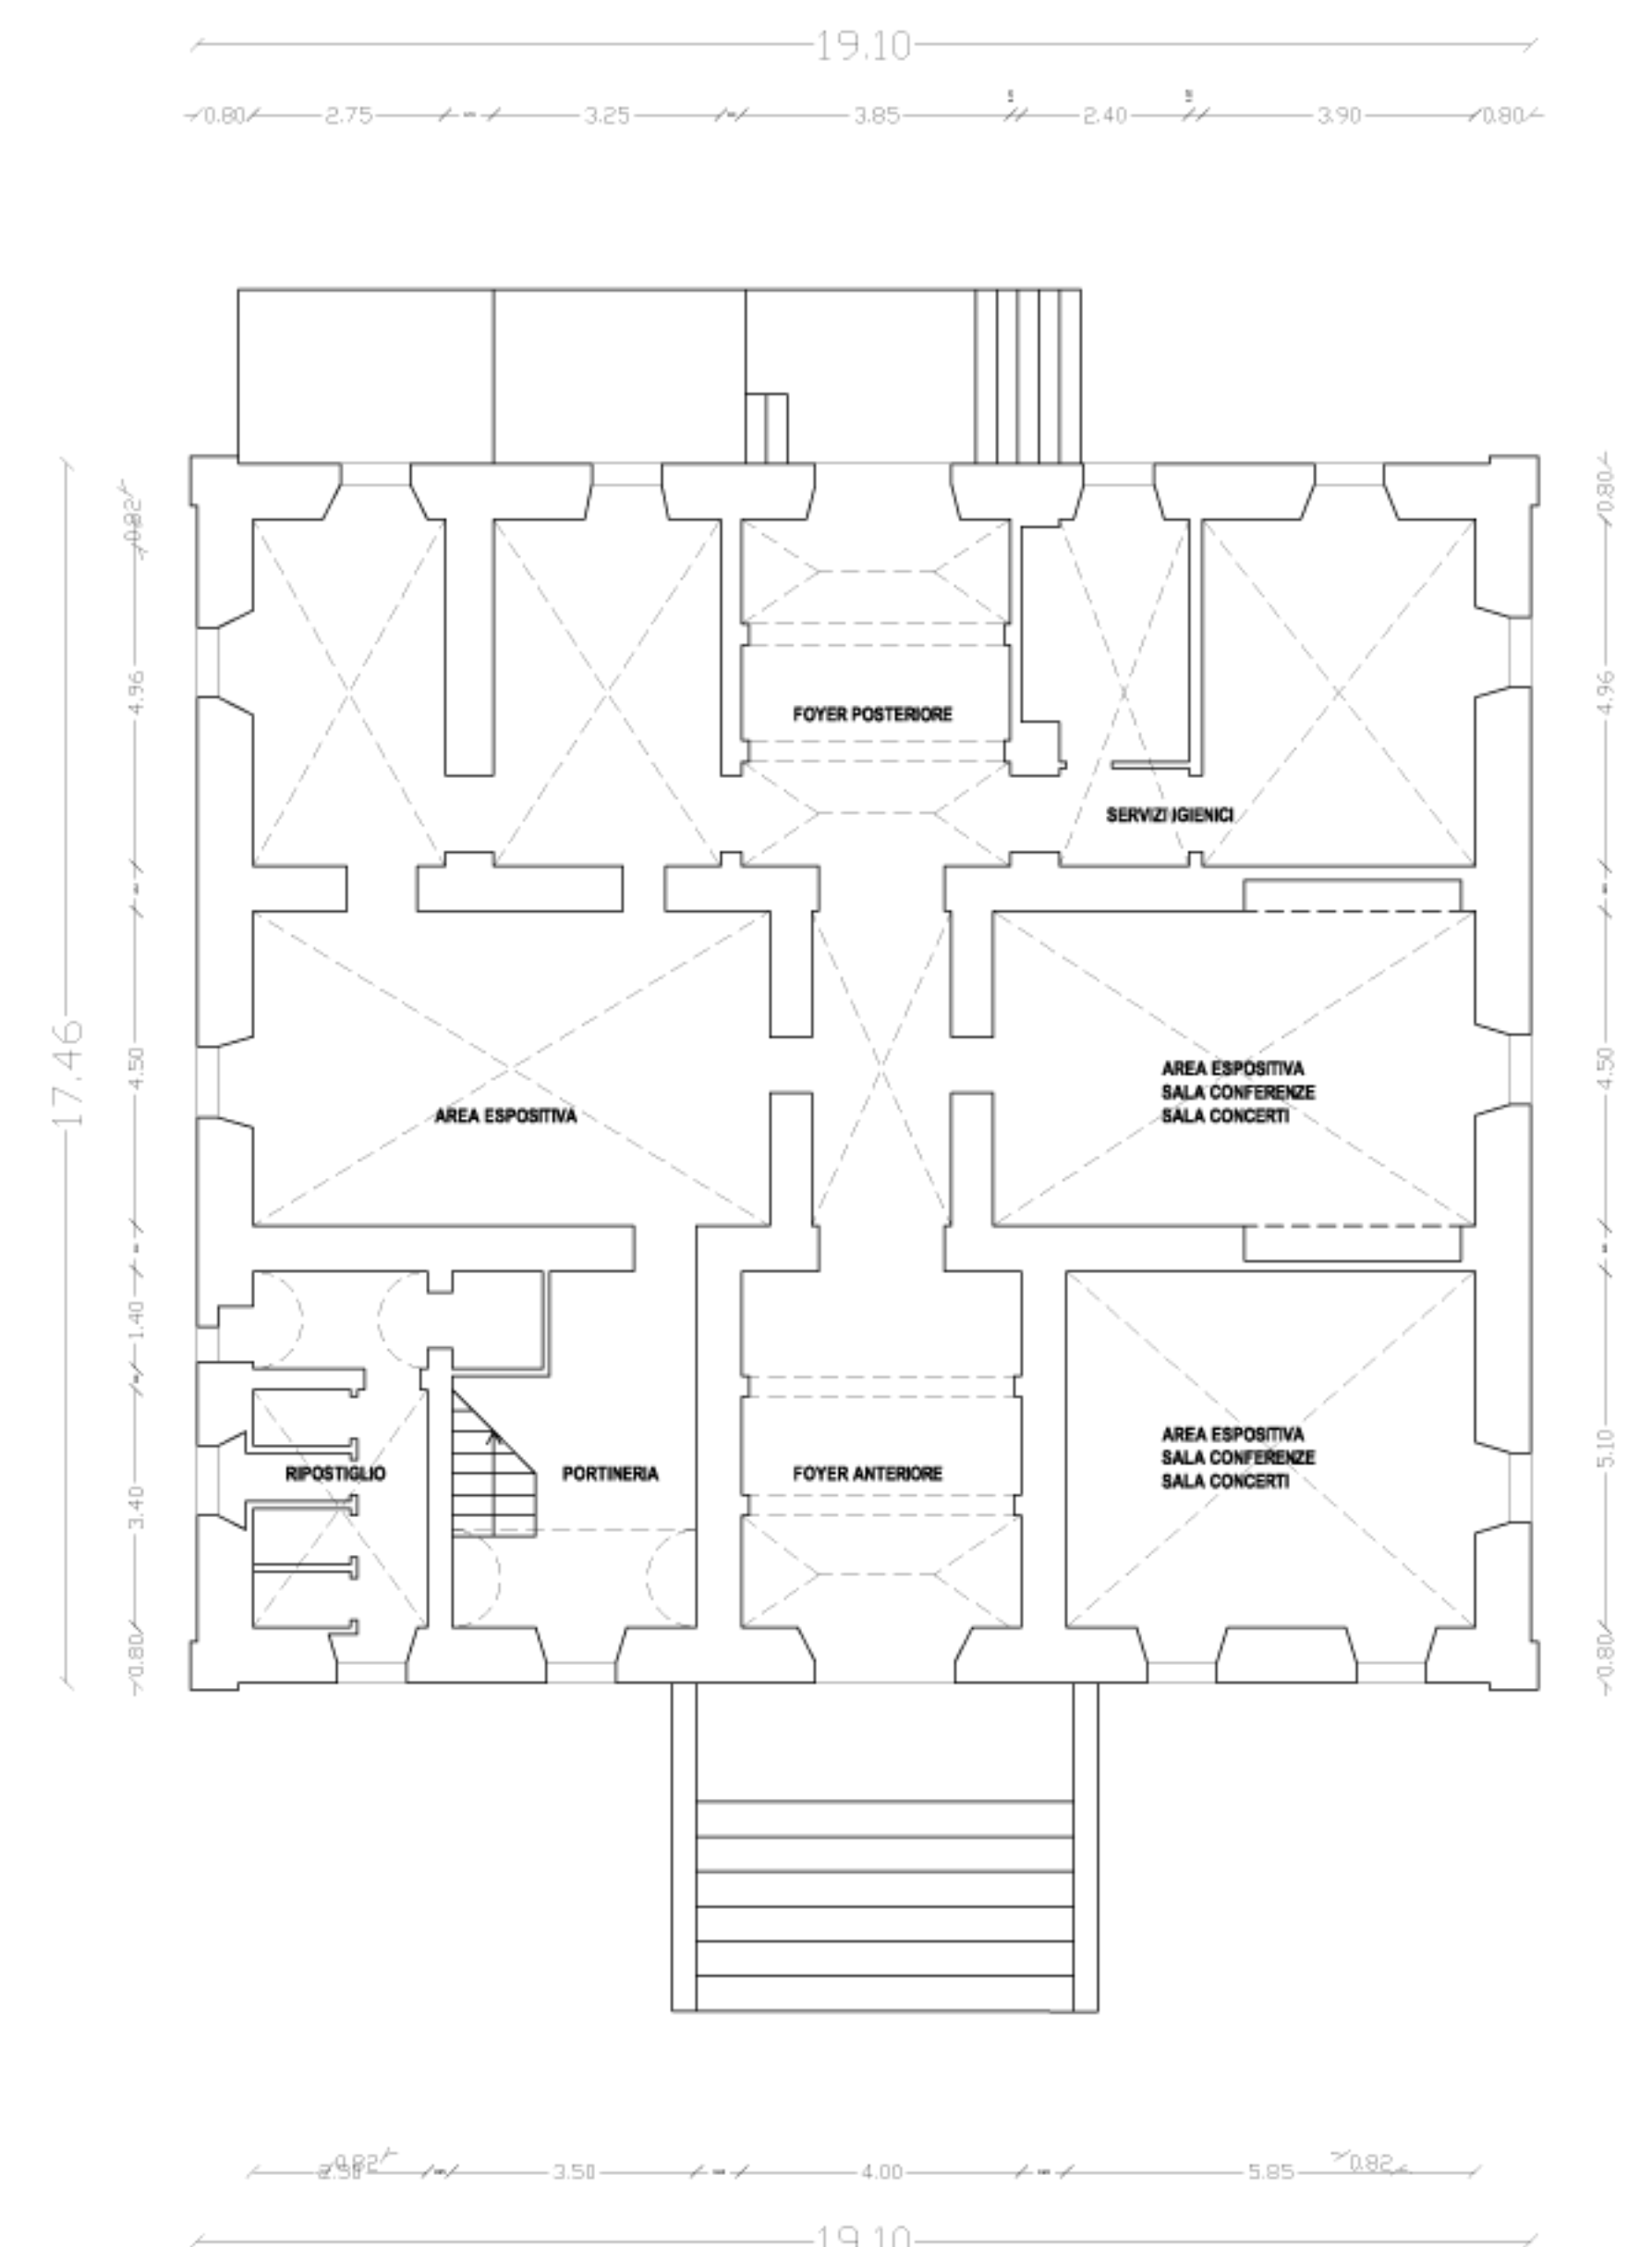 19.10
0.80 2.75 3.25 3.85 2.40 3.90 0.80
0.82
0.80
4.96
4.96
FOYER POSTERIORE
SERVIZI IGIENICI
17.46
4.50
4.50
AREA ESPOSITIVA
AREA ESPOSITIVA
SALA CONFERENZE
SALA CONCERTI
1.40
5.10
3.40
RIPOSTIGLIO
PORTINERIA
FOYER ANTERIORE
AREA ESPOSITIVA
SALA CONFERENZE
SALA CONCERTI
0.80
0.80
0.82
0.82
3.50 4.00 5.85
19.10